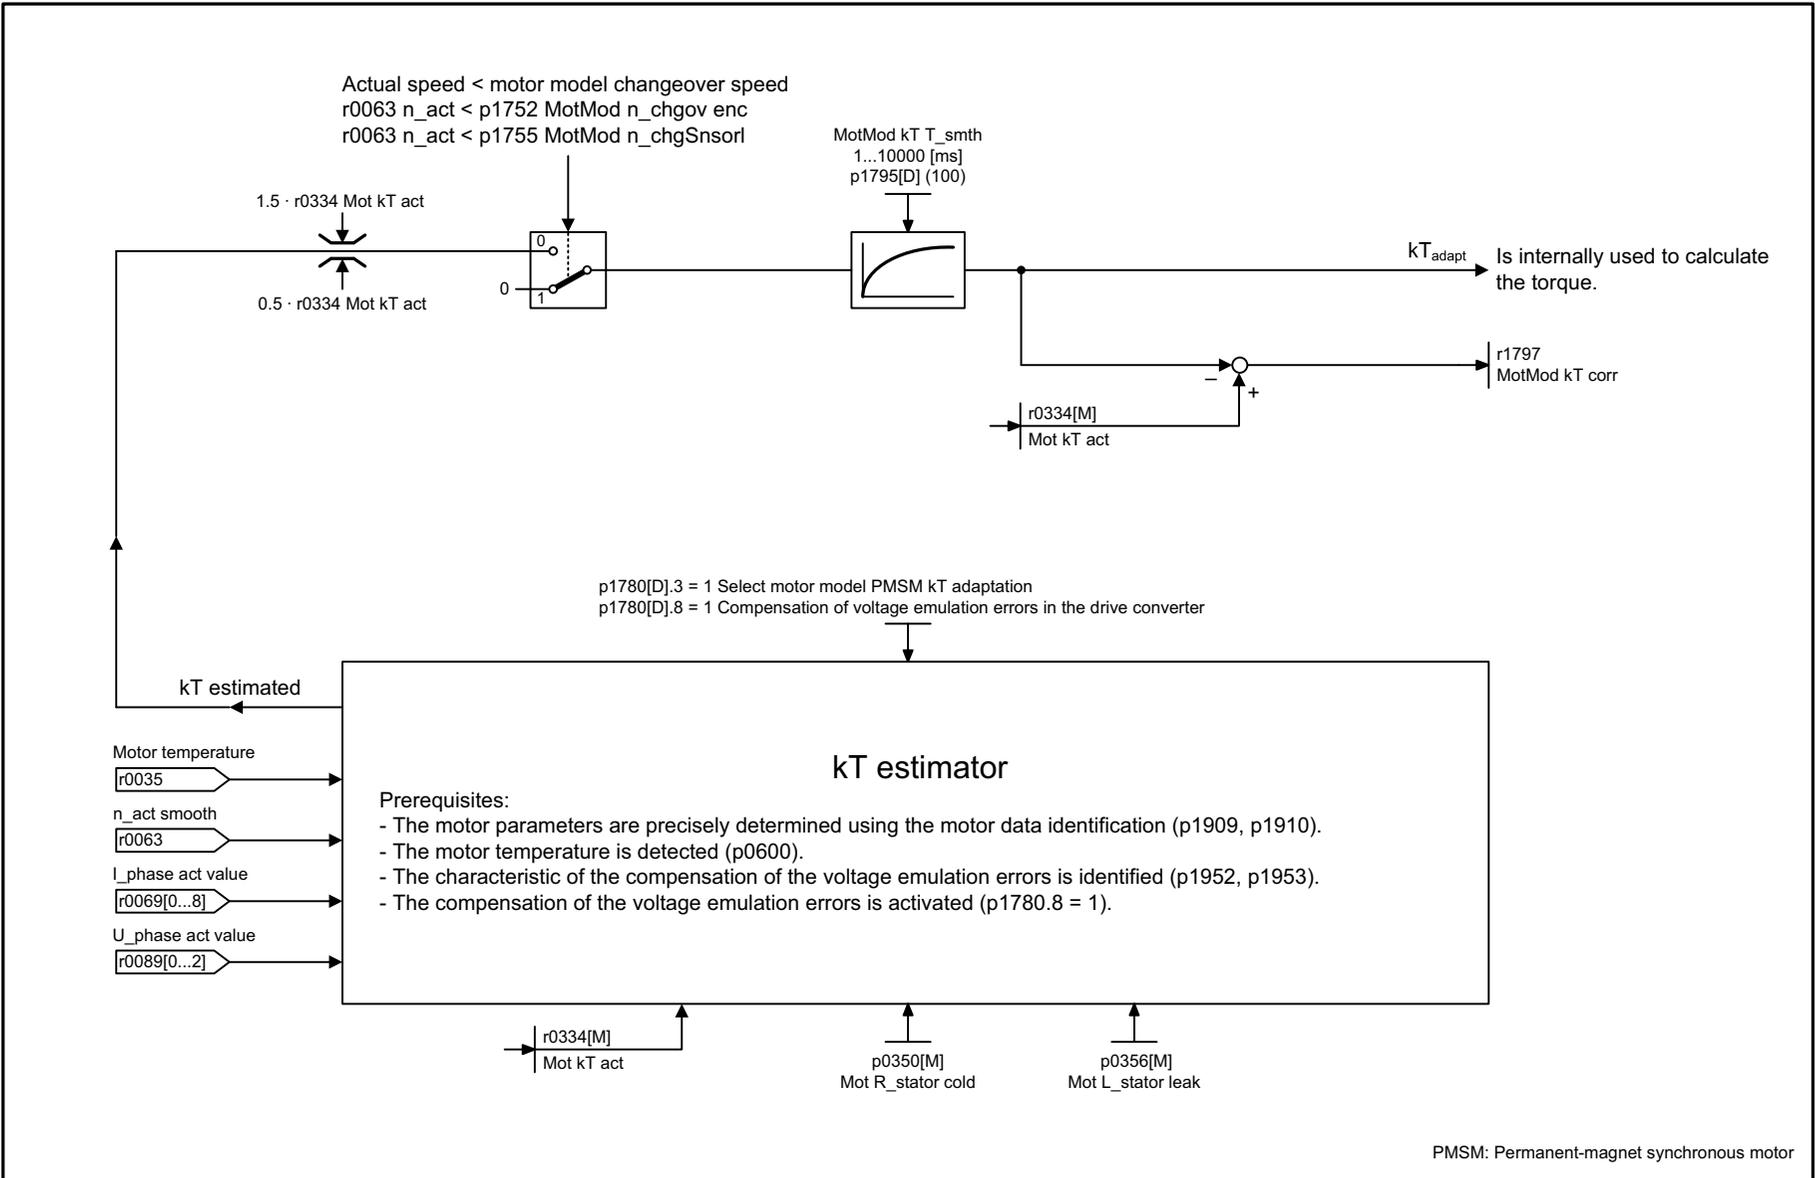 Actual speed < motor model changeover speed
r0063 n_act < p1752 MotMod n_chgov enc
r0063 n_act < p1755 MotMod n_chgSnsorl
MotMod kT T_smth
1...10000 [ms]
p1795[D] (100)
1.5 · r0334 Mot kT act
0.5 · r0334 Mot kT act
0
0
1
kTadapt
Is internally used to calculate
the torque.
r1797
MotMod kT corr
–
+
r0334[M]
Mot kT act
p1780[D].3 = 1 Select motor model PMSM kT adaptation
p1780[D].8 = 1 Compensation of voltage emulation errors in the drive converter
kT estimated
Motor temperature
r0035
n_act smooth
r0063
I_phase act value
r0069[0...8]
U_phase act value
r0089[0...2]
kT estimator
Prerequisites:
- The motor parameters are precisely determined using the motor data identification (p1909, p1910).
- The motor temperature is detected (p0600).
- The characteristic of the compensation of the voltage emulation errors is identified (p1952, p1953).
- The compensation of the voltage emulation errors is activated (p1780.8 = 1).
r0334[M]
Mot kT act
p0350[M]
Mot R_stator cold
p0356[M]
Mot L_stator leak
PMSM: Permanent-magnet synchronous motor